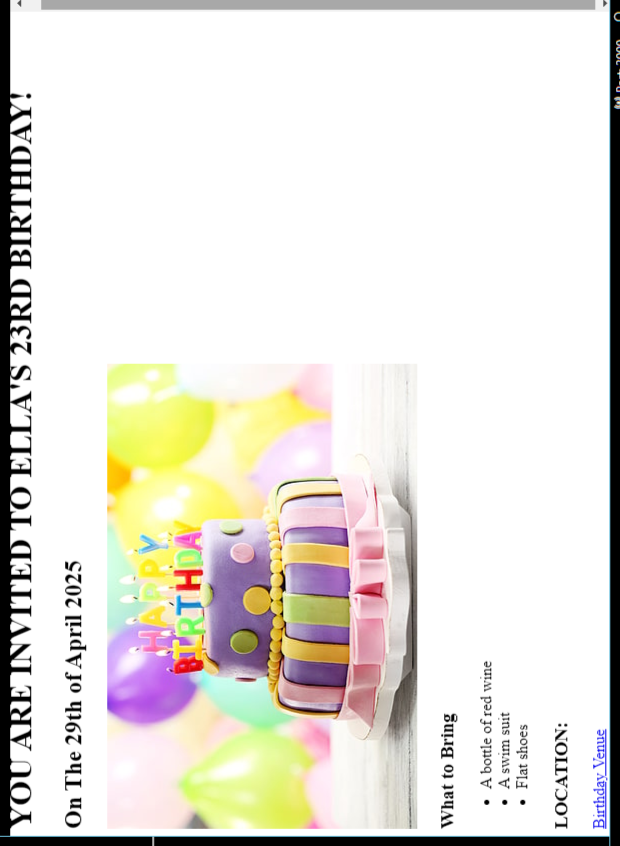 YOU ARE INVITED TO ELLA'S 23RD BIRTHDAY!
On The 29th of April 2025
HAPPY
BIRTHDAY
What to Bring
• A bottle of red wine
• A swim suit
• Flat shoes
LOCATION:
Birthday Venue